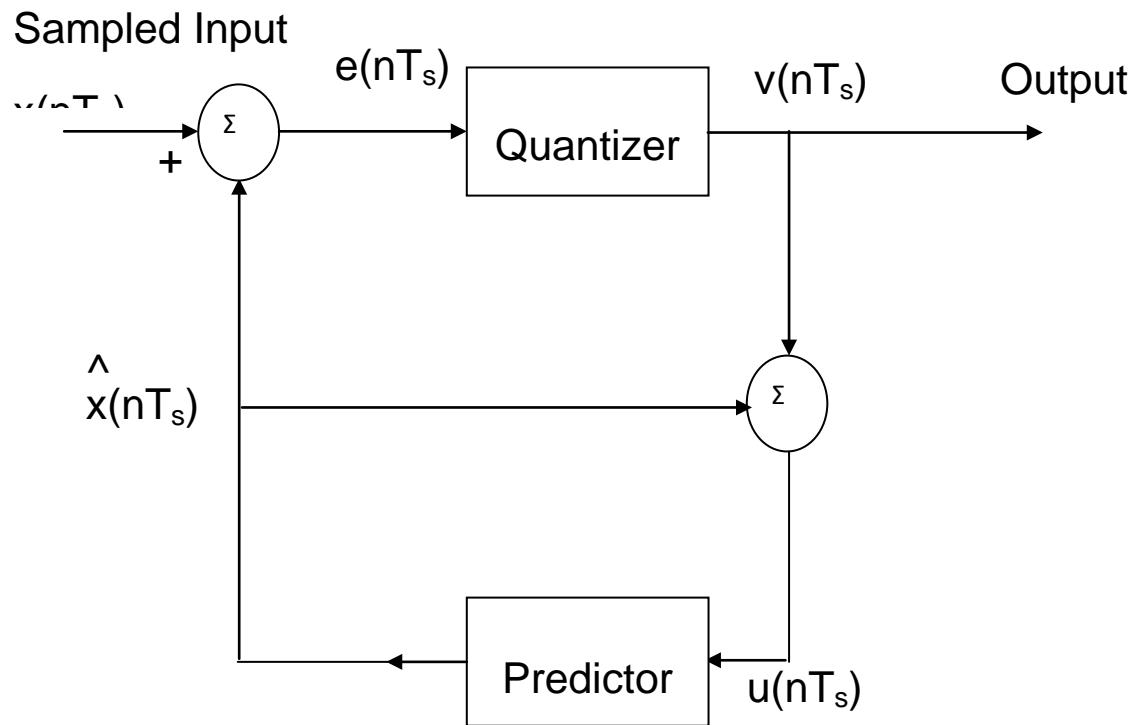 Sampled Input
e(nTₛ)
v(nTₛ)
Output
Σ
+
Quantizer
^
x(nTₛ)
Σ
Predictor
u(nTₛ)